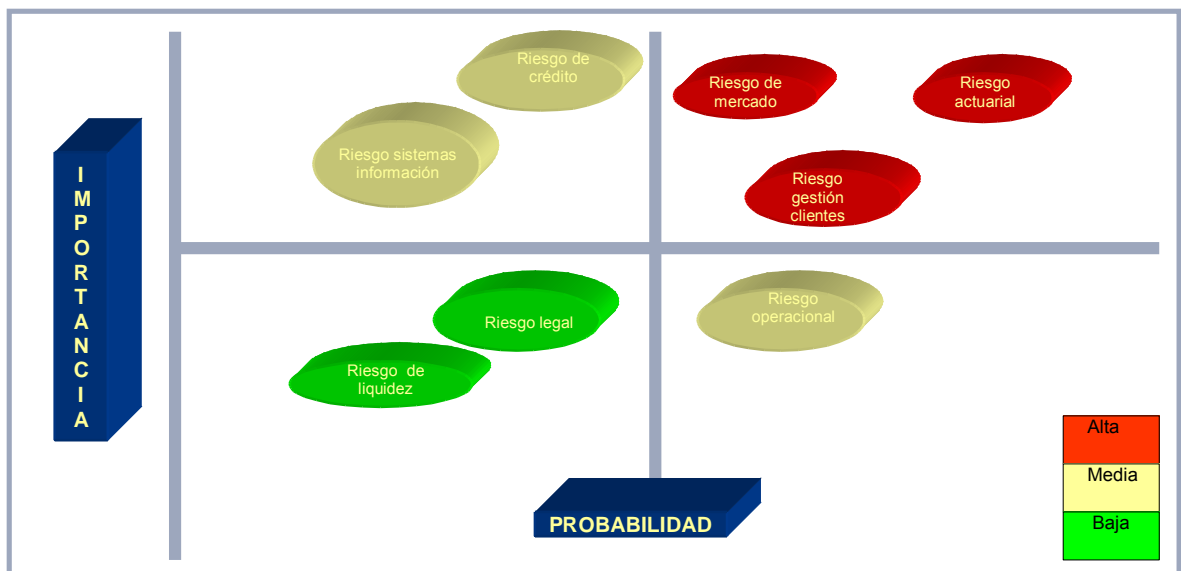 IMPORTANCIA
Riesgo de
crédito
Riesgo sistemas
información
Riesgo de
mercado
Riesgo
actuarial
Riesgo
gestión
clientes
Riesgo legal
Riesgo de
liquidez
Riesgo
operacional
PROBABILIDAD
Alta
Media
Baja